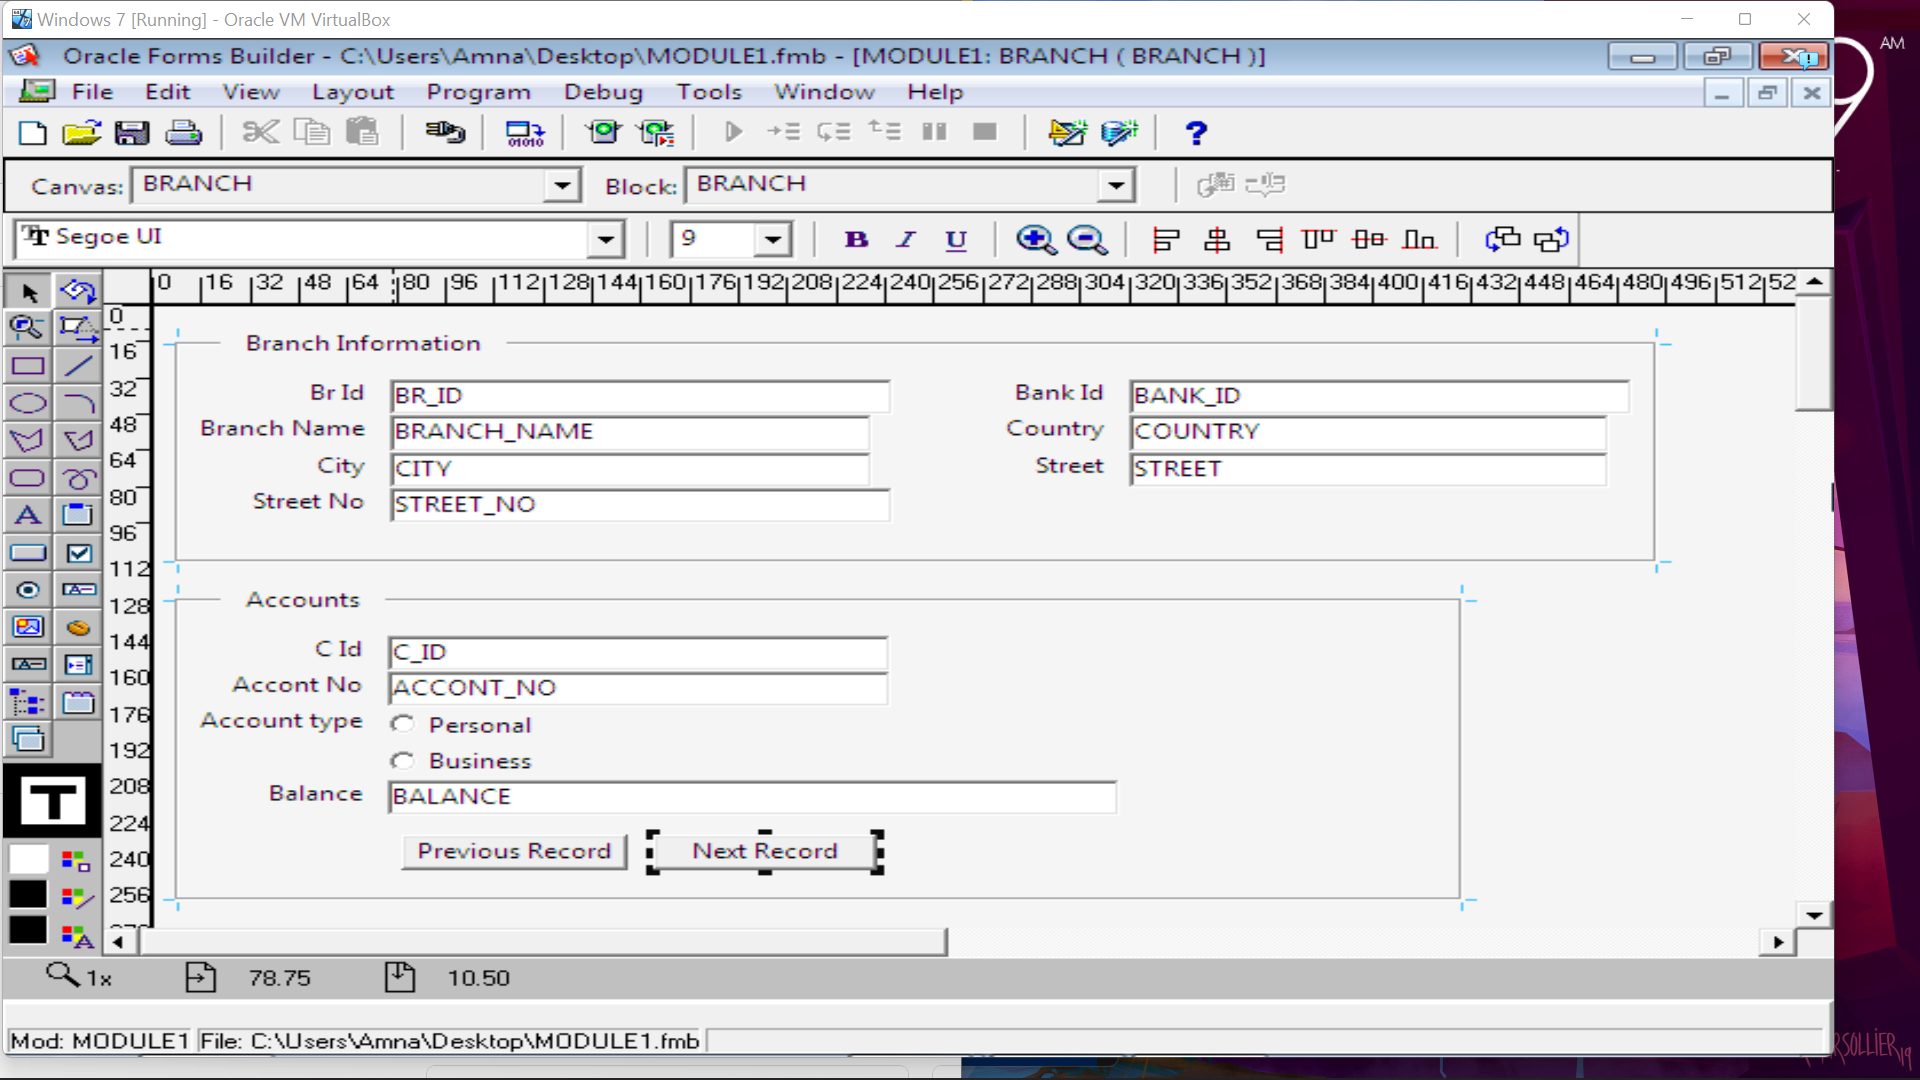 Windows 7 [Running] - Oracle VM VirtualBox
AM
Oracle Forms Builder - C:\Users\Amna\Desktop\MODULE1.fmb - [MODULE1: BRANCH ( BRANCH )]
File Edit View Layout Program Debug Tools Window Help
Canvas: BRANCH Block: BRANCH
Segoe UI 9 B I U
0 16 32 48 64 80 96 112 128 144 160 176 192 208 224 240 256 272 288 304 320 336 352 368 384 400 416 432 448 464 480 496 512 52
0
16
32
48
64
80
96
112
128
144
160
176
192
208
224
240
256
Branch Information
Br Id BR_ID Bank Id BANK_ID
Branch Name BRANCH_NAME Country COUNTRY
City CITY Street STREET
Street No STREET_NO
Accounts
C Id C_ID
Accont No ACCONT_NO
Account type Personal
Business
Balance BALANCE
Previous Record Next Record
1x 78.75 10.50
Mod: MODULE1 File: C:\Users\Amna\Desktop\MODULE1.fmb